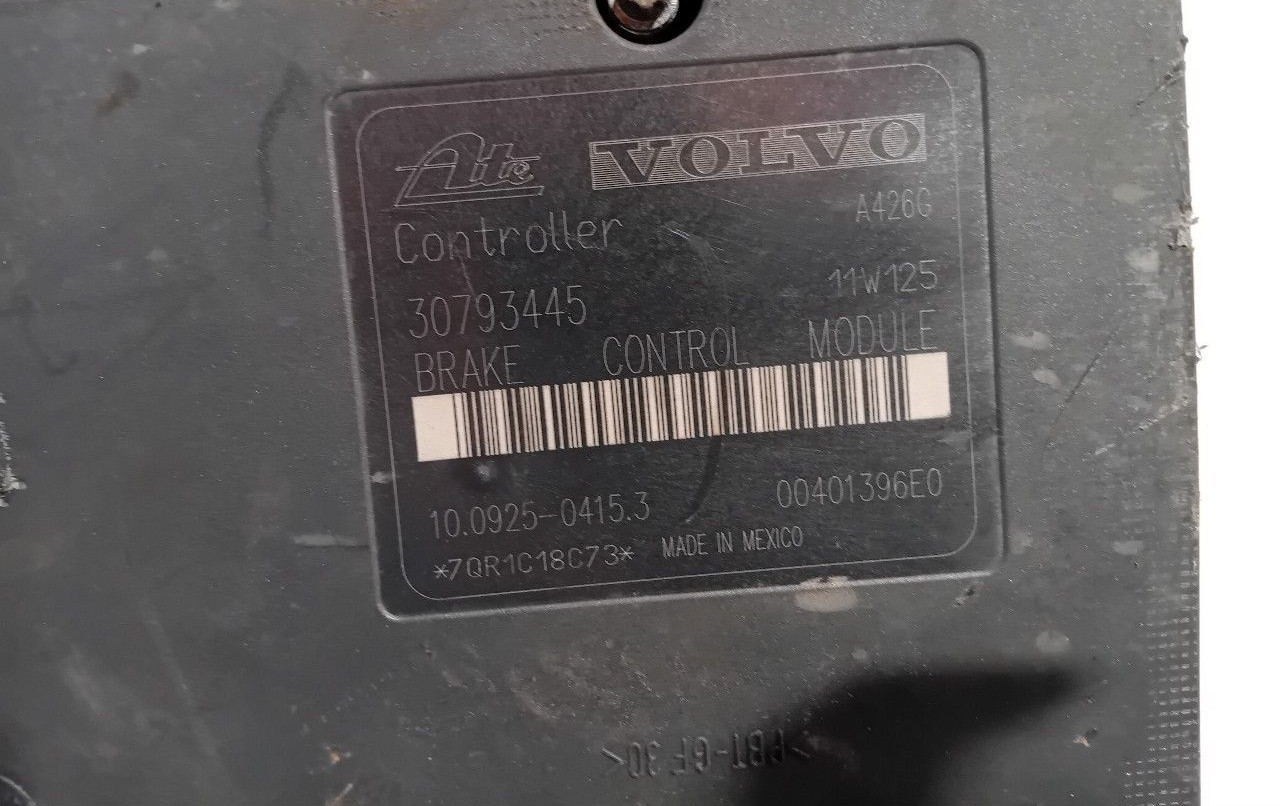 Ate VOLVO
Controller A426G
30793445 11W125
BRAKE CONTROL MODULE
10.0925-0415.3 00401396E0
*7QR1C18C73* MADE IN MEXICO
>PBT-GF 30<